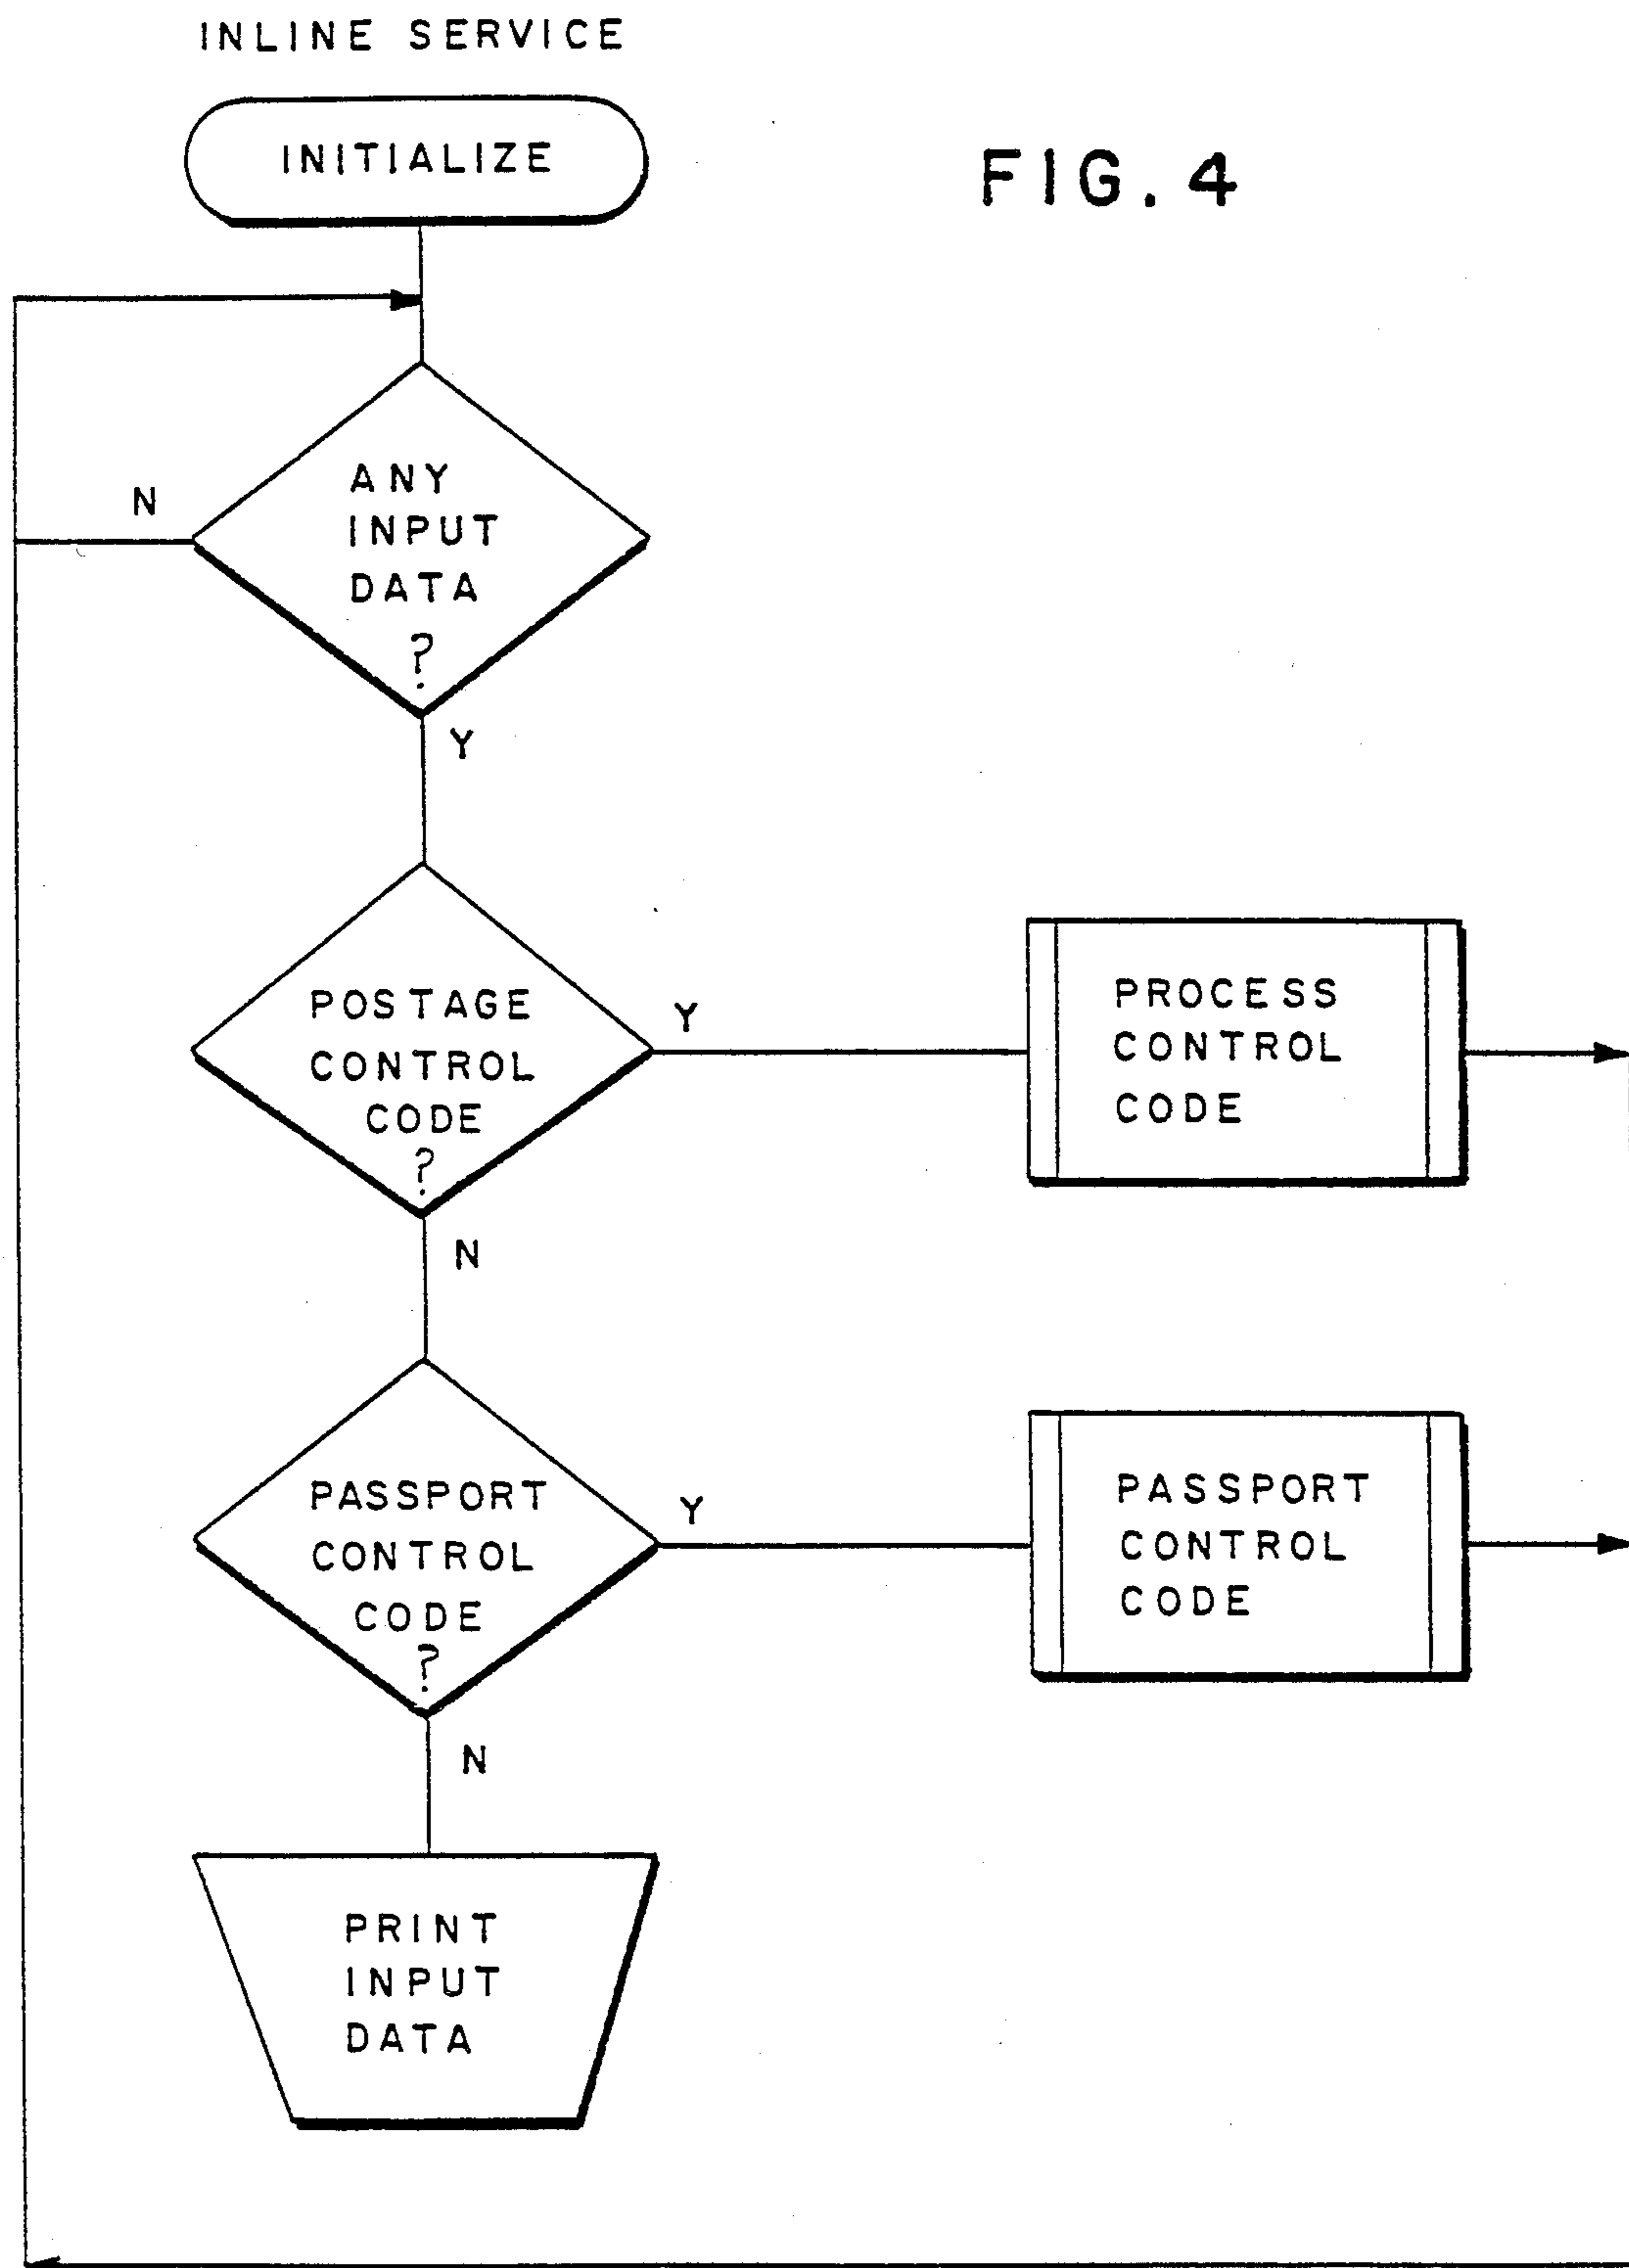 INLINE SERVICE
INITIALIZE
FIG. 4
ANY
INPUT
DATA
?
N
Y
POSTAGE
CONTROL
CODE
?
Y
PROCESS
CONTROL
CODE
N
PASSPORT
CONTROL
CODE
?
Y
PASSPORT
CONTROL
CODE
N
PRINT
INPUT
DATA